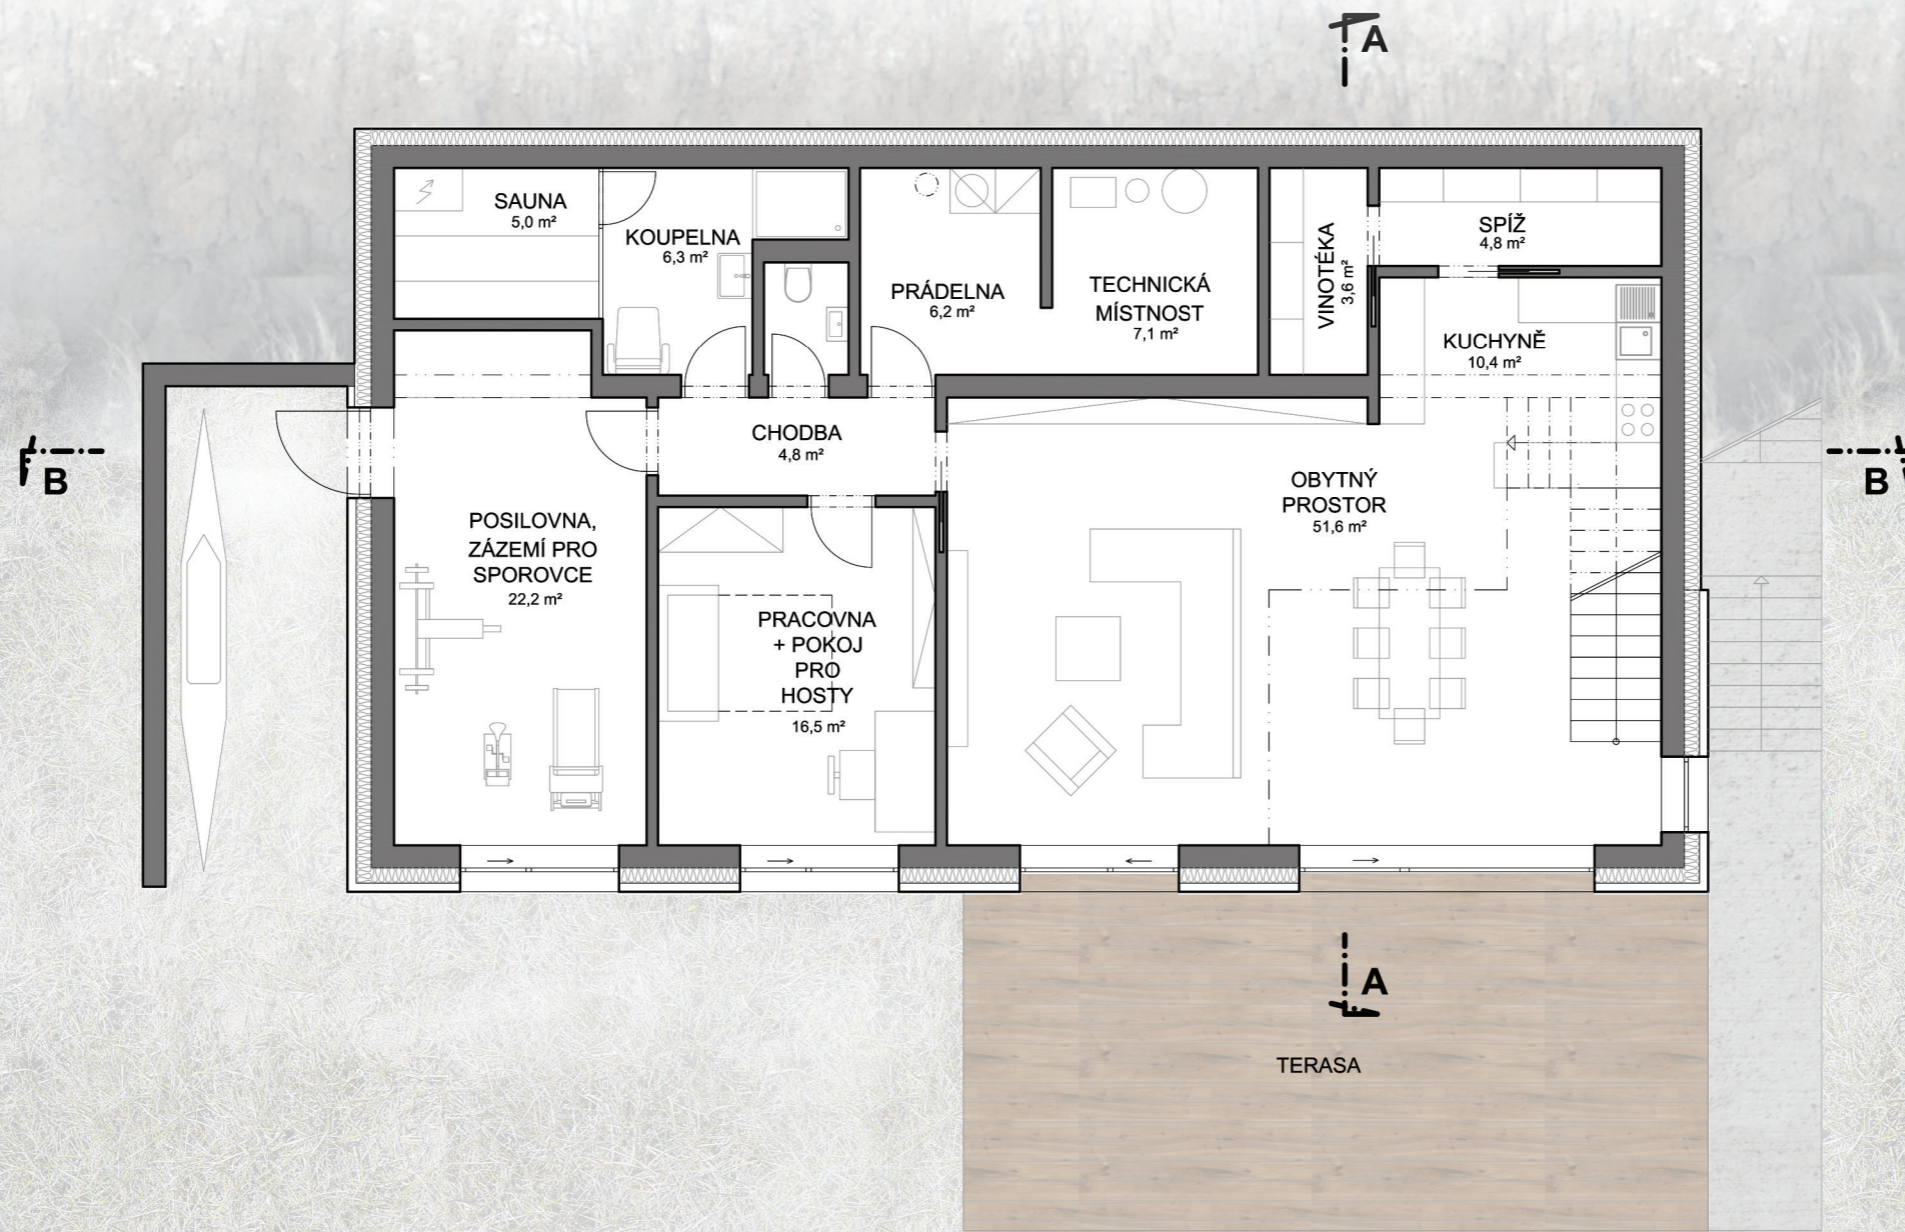 A
SAUNA
5,0 m²
KOUPELNA
6,3 m²
PRÁDELNA
6,2 m²
TECHNICKÁ
MÍSTNOST
7,1 m²
VINOTÉKA
3,6 m²
SPÍŽ
4,8 m²
KUCHYNĚ
10,4 m²
CHODBA
4,8 m²
B
B
OBYTNÝ
PROSTOR
51,6 m²
POSILOVNA,
ZÁZEMÍ PRO
SPOROVCE
22,2 m²
PRACOVNA
+ POKOJ
PRO
HOSTY
16,5 m²
A
TERASA